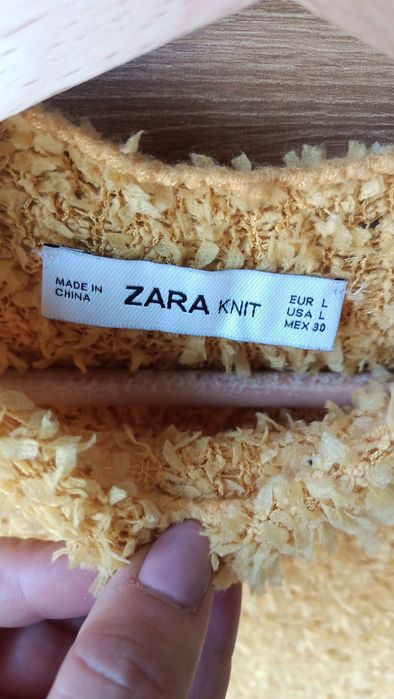 MADE IN
CHINA
ZARA KNIT
EUR L
USA L
MEX 30